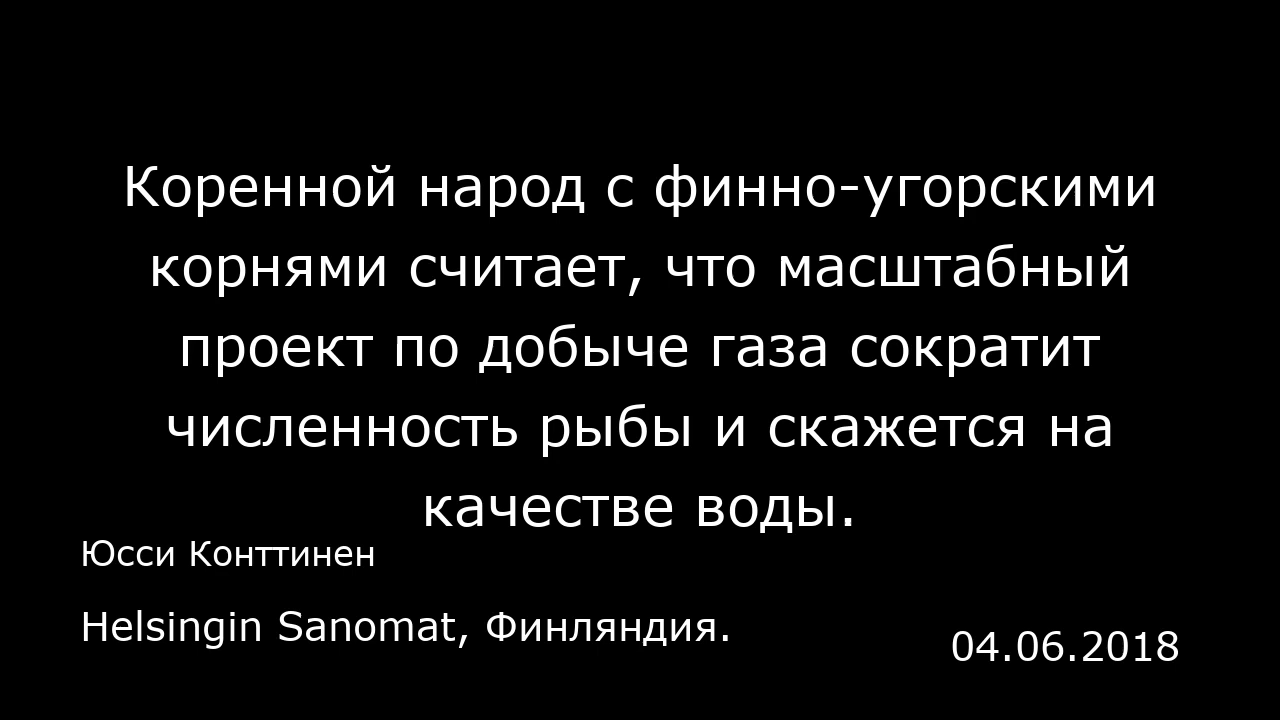 Коренной народ с финно-угорскими
корнями считает, что масштабный
проект по добыче газа сократит
численность рыбы и скажется на
качестве воды.
Юсси Конттинен
Helsingin Sanomat, Финляндия.
04.06.2018